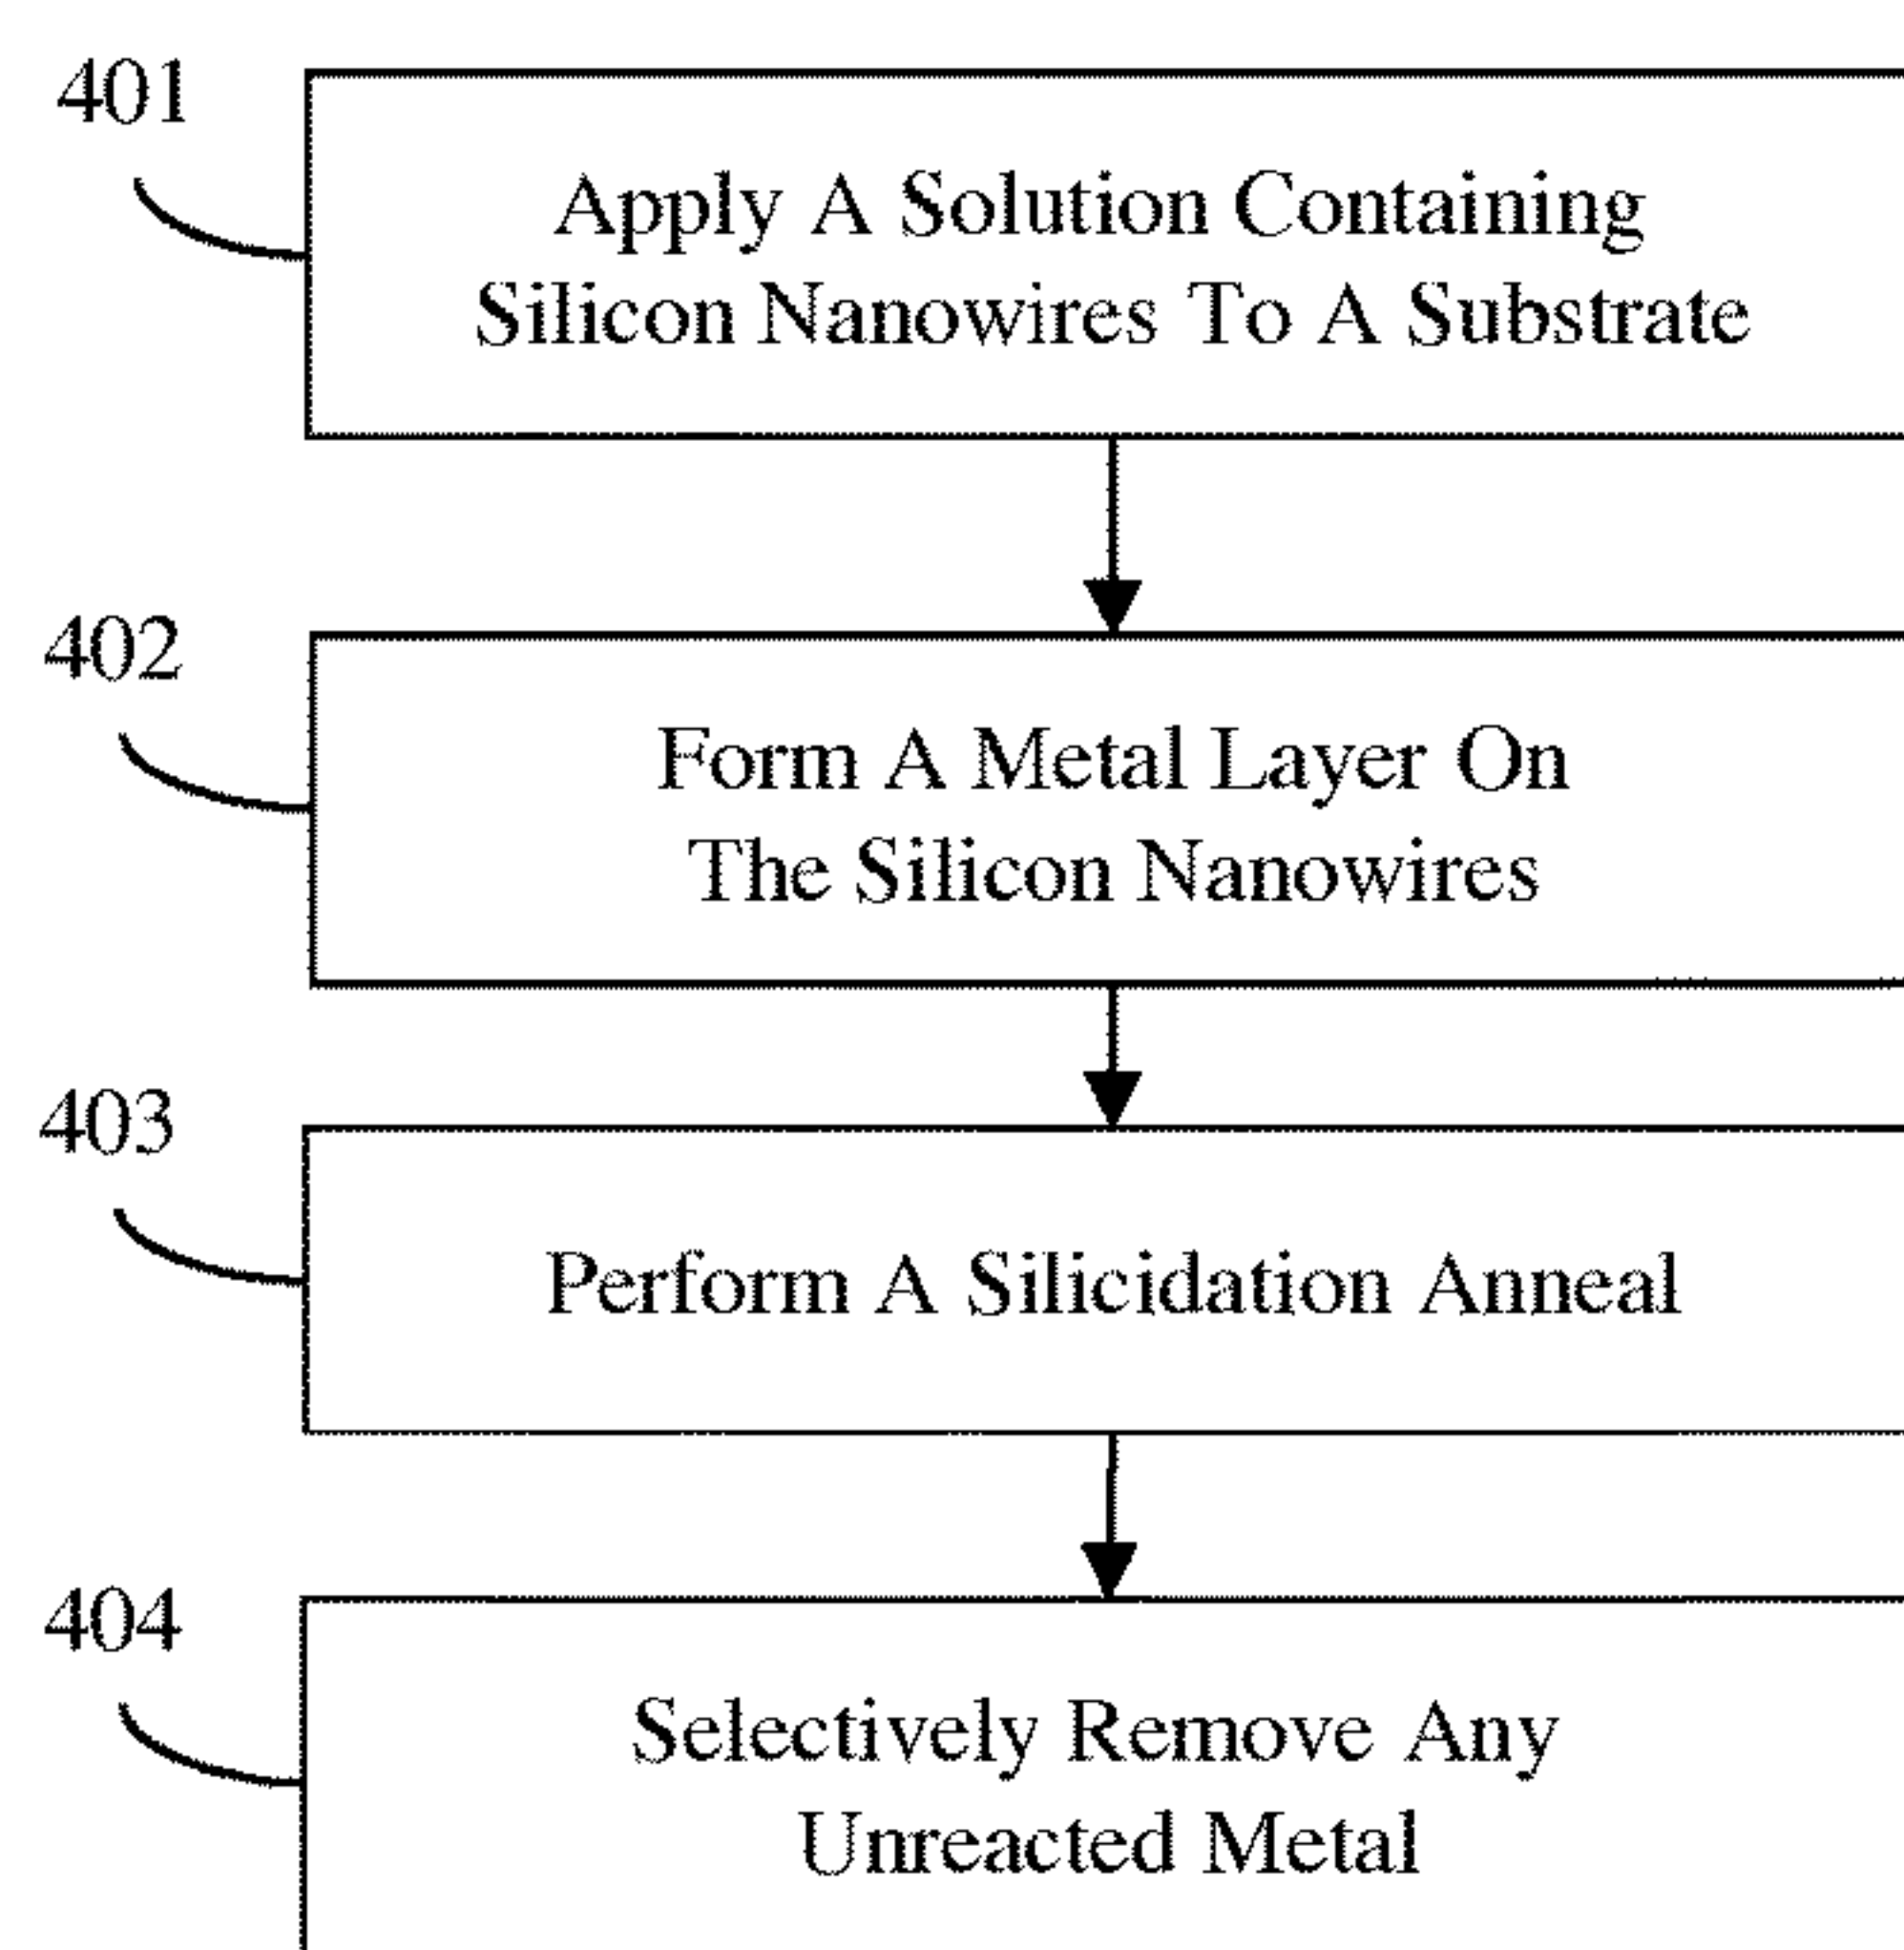 401
Apply A Solution Containing
Silicon Nanowires To A Substrate
402
Form A Metal Layer On
The Silicon Nanowires
403
Perform A Silicidation Anneal
404
Selectively Remove Any
Unreacted Metal